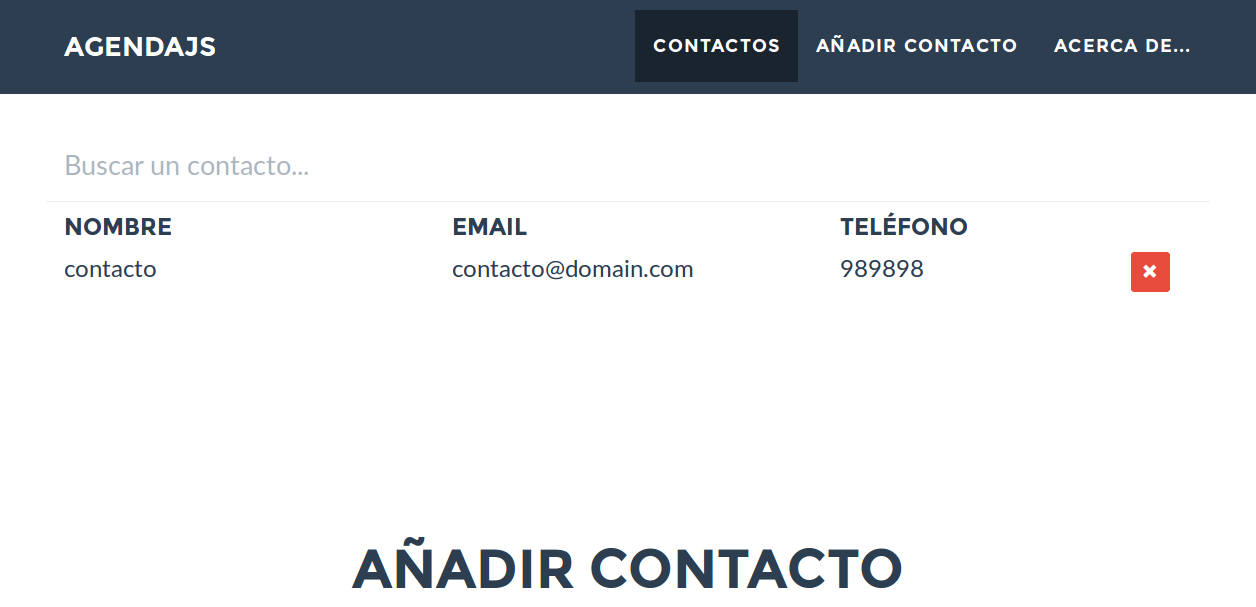 AGENDAJS CONTACTOS AÑADIR CONTACTO ACERCA DE...
Buscar un contacto...
NOMBRE EMAIL TELÉFONO
contacto contacto@domain.com 989898
AÑADIR CONTACTO